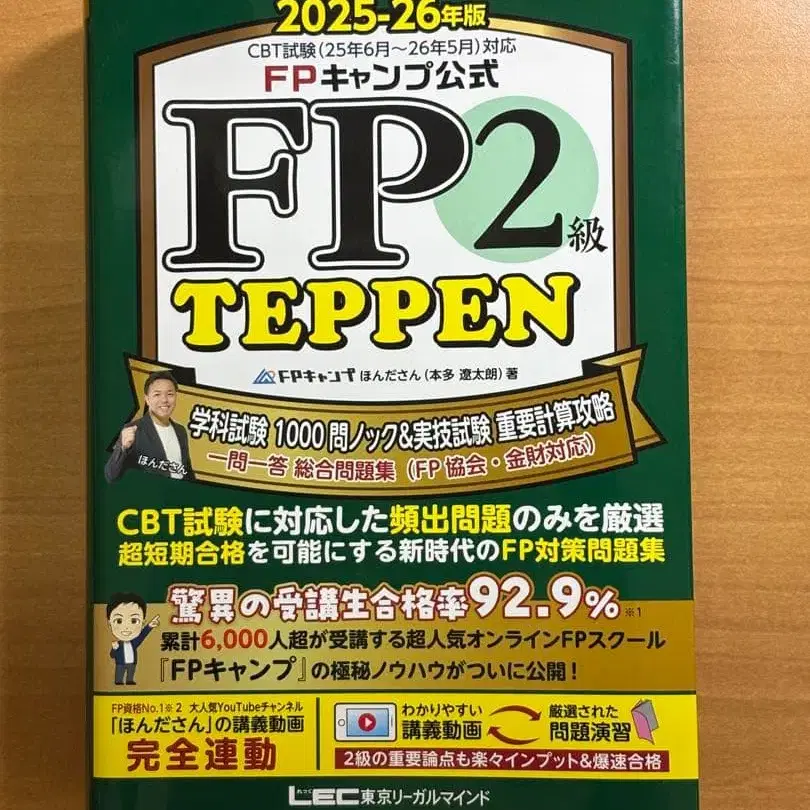 2025-26年版
CBT試験(25年6月～26年5月)対応
FPキャンプ公式
FP2級
TEPPEN
FPキャンプ ほんださん(本多 遼太朗)著
学科試験 1000問ノック&実技試験 重要計算攻略
一問一答 総合問題集(FP協会・金財対応)
ほんださん
CBT試験に対応した頻出問題のみを厳選
超短期合格を可能にする新時代のFP対策問題集
驚異の受講生合格率92.9%※1
累計6,000人超が受講する超人気オンラインFPスクール
『FPキャンプ』の極秘ノウハウがついに公開!
FP資格No.1※2 大人気YouTubeチャンネル
「ほんださん」の講義動画
完全連動
わかりやすい
講義動画
厳選された
問題演習
2級の重要論点も楽々インプット&爆速合格
れっく
LEC東京リーガルマインド